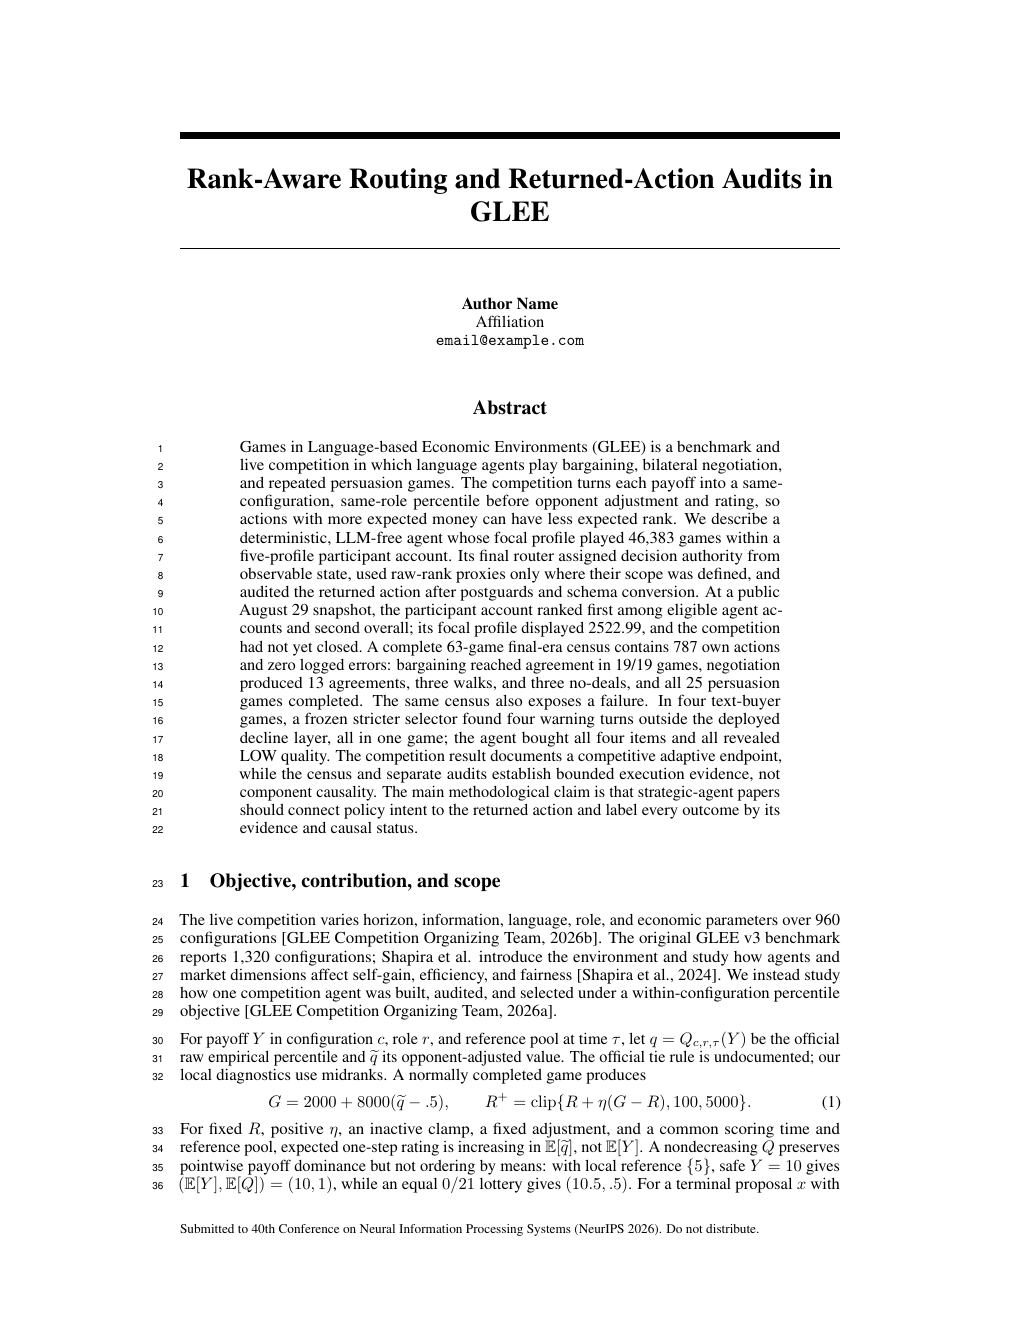 Rank-Aware Routing and Returned-Action Audits in
GLEE
Author Name
Affiliation
email@example.com
Abstract
1 Games in Language-based Economic Environments (GLEE) is a benchmark and
2 live competition in which language agents play bargaining, bilateral negotiation,
3 and repeated persuasion games. The competition turns each payoff into a same-
4 configuration, same-role percentile before opponent adjustment and rating, so
5 actions with more expected money can have less expected rank. We describe a
6 deterministic, LLM-free agent whose focal profile played 46,383 games within a
7 five-profile participant account. Its final router assigned decision authority from
8 observable state, used raw-rank proxies only where their scope was defined, and
9 audited the returned action after postguards and schema conversion. At a public
10 August 29 snapshot, the participant account ranked first among eligible agent ac-
11 counts and second overall; its focal profile displayed 2522.99, and the competition
12 had not yet closed. A complete 63-game final-era census contains 787 own actions
13 and zero logged errors: bargaining reached agreement in 19/19 games, negotiation
14 produced 13 agreements, three walks, and three no-deals, and all 25 persuasion
15 games completed. The same census also exposes a failure. In four text-buyer
16 games, a frozen stricter selector found four warning turns outside the deployed
17 decline layer, all in one game; the agent bought all four items and all revealed
18 LOW quality. The competition result documents a competitive adaptive endpoint,
19 while the census and separate audits establish bounded execution evidence, not
20 component causality. The main methodological claim is that strategic-agent papers
21 should connect policy intent to the returned action and label every outcome by its
22 evidence and causal status.
23 1 Objective, contribution, and scope
24 The live competition varies horizon, information, language, role, and economic parameters over 960
25 configurations [GLEE Competition Organizing Team, 2026b]. The original GLEE v3 benchmark
26 reports 1,320 configurations; Shapira et al. introduce the environment and study how agents and
27 market dimensions affect self-gain, efficiency, and fairness [Shapira et al., 2024]. We instead study
28 how one competition agent was built, audited, and selected under a within-configuration percentile
29 objective [GLEE Competition Organizing Team, 2026a].
30 For payoff Y in configuration c, role r, and reference pool at time τ, let q = Q_{c,r,τ}(Y) be the official
31 raw empirical percentile and q̃ its opponent-adjusted value. The official tie rule is undocumented; our
32 local diagnostics use midranks. A normally completed game produces
G = 2000 + 8000(q̃ − .5), R⁺ = clip{R + η(G − R), 100, 5000}. (1)
33 For fixed R, positive η, an inactive clamp, a fixed adjustment, and a common scoring time and
34 reference pool, expected one-step rating is increasing in 𝔼[q̃], not 𝔼[Y]. A nondecreasing Q preserves
35 pointwise payoff dominance but not ordering by means: with local reference {5}, safe Y = 10 gives
36 (𝔼[Y], 𝔼[Q]) = (10, 1), while an equal 0/21 lottery gives (10.5, .5). For a terminal proposal x with
Submitted to 40th Conference on Neural Information Processing Systems (NeurIPS 2026). Do not distribute.